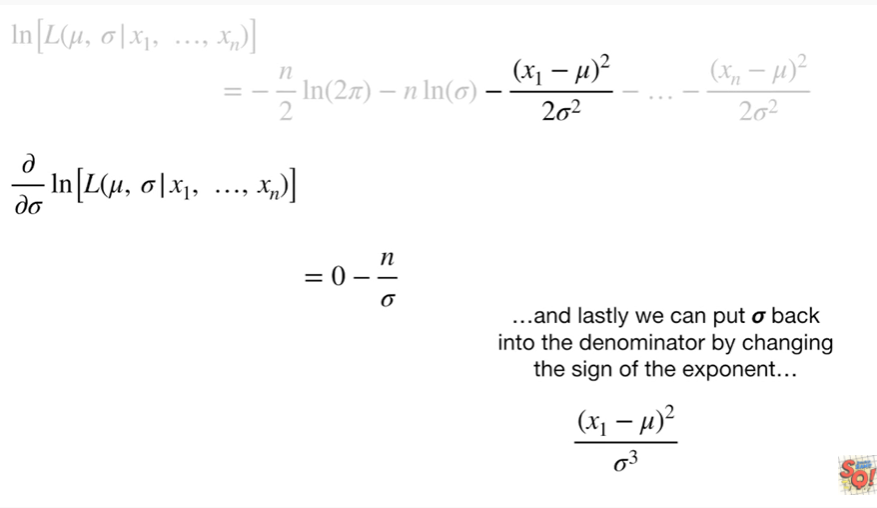 ln[L(μ, σ|x₁, …, xₙ)]
= − n/2 ln(2π) − n ln(σ) − (x₁ − μ)²/2σ² − … − (xₙ − μ)²/2σ²
∂/∂σ ln[L(μ, σ|x₁, …, xₙ)]
= 0 − n/σ
…and lastly we can put σ back
into the denominator by changing
the sign of the exponent…
(x₁ − μ)²/σ³